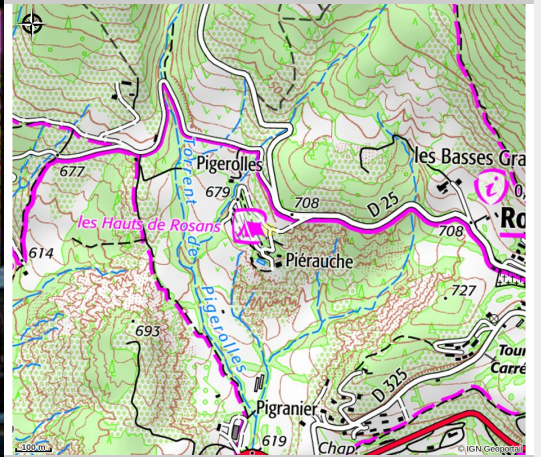 Pigerolles
les Basses Gra
677
679
708
D 25
0,
Ro
les Hauts de Rosans
708
614
Piérauche
Torrent de Pigerolles
727
693
Tour
Carré
D 325
Pigranier
619
Chap
100 m
© IGN Geoportail